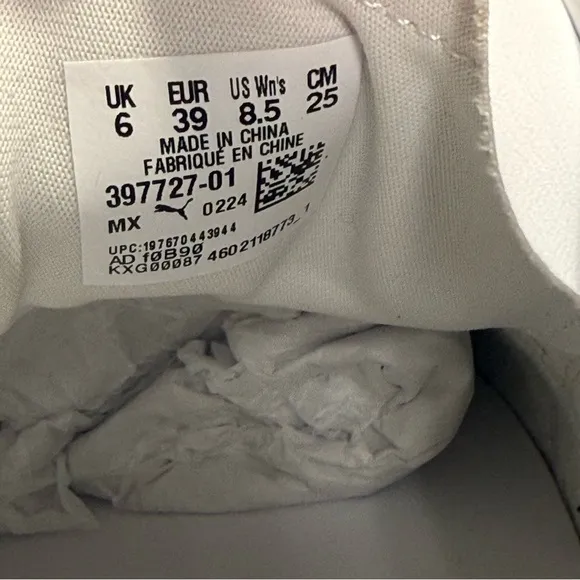 UK EUR US Wn's CM
6 39 8.5 25
MADE IN CHINA
FABRIQUÉ EN CHINE
397727-01
MX 0224
UPC:197670443944
AD f0B90
KXG00087 4602118773_1